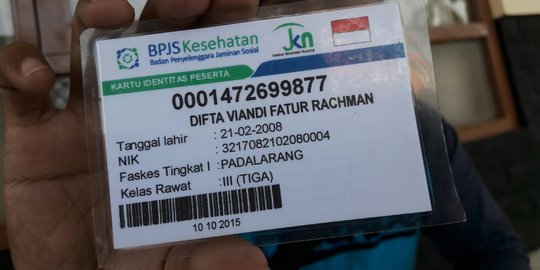 BPJS Kesehatan
Badan Penyelenggara Jaminan Sosial
jkn
KARTU IDENTITAS PESERTA
0001472699877
DIFTA VIANDI FATUR RACHMAN
Tanggal lahir : 21-02-2008
NIK : 3217082102080004
Faskes Tingkat I : PADALARANG
Kelas Rawat : III (TIGA)
10 10 2015